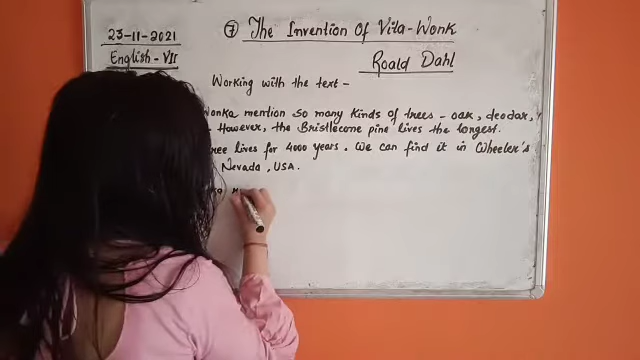 23-11-2021
English - VII
⑦ The Invention Of Vita-Wonk
Roald Dahl
Working with the text -
Wonka mention so many kinds of trees - oak, deodar,
However, the Bristlecone pine lives the longest.
tree lives for 4000 years. We can find it in Wheeler's
Nevada, USA.